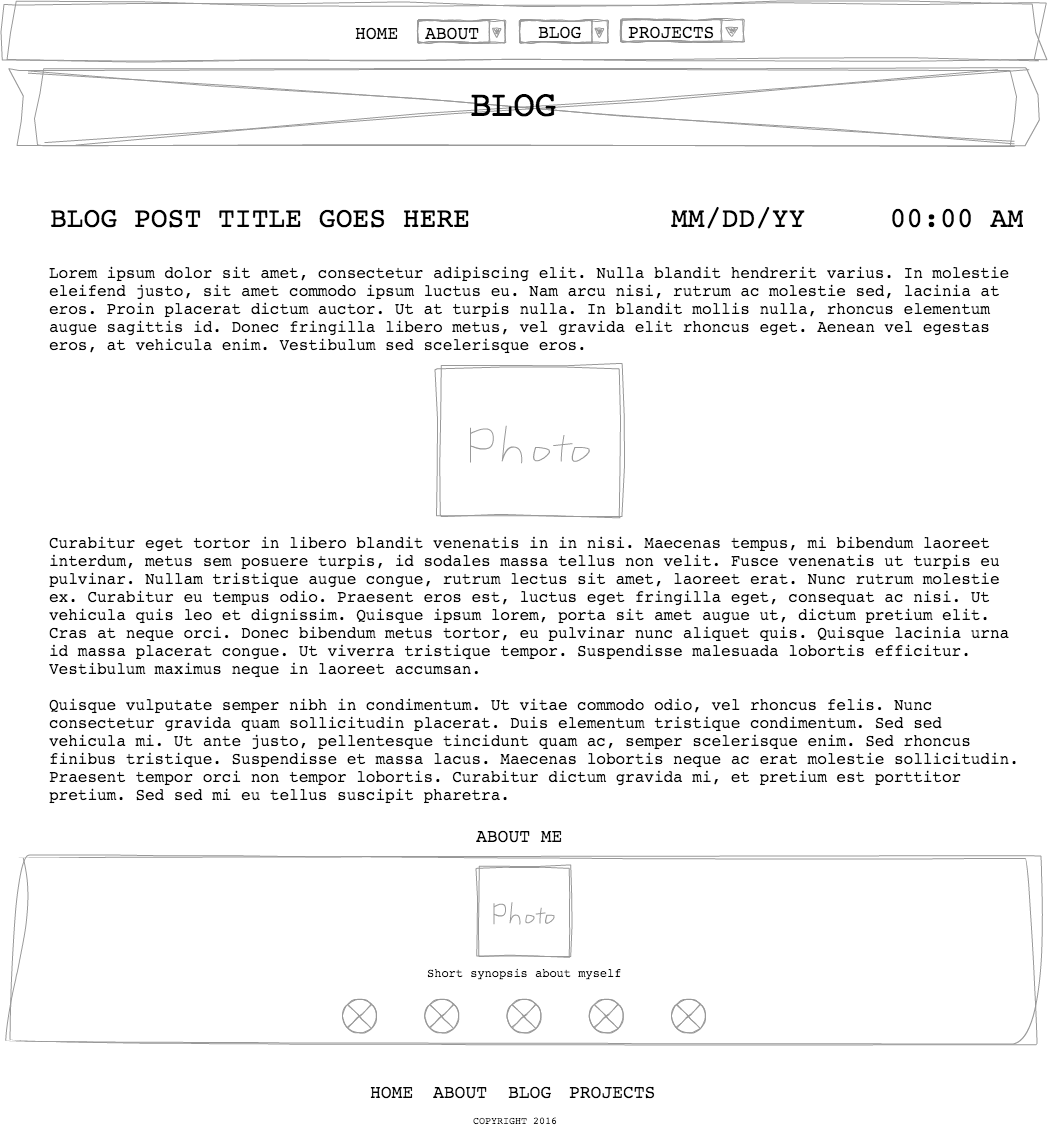 HOME ABOUT BLOG PROJECTS
BLOG
BLOG POST TITLE GOES HERE MM/DD/YY 00:00 AM
Lorem ipsum dolor sit amet, consectetur adipiscing elit. Nulla blandit hendrerit varius. In molestie
eleifend justo, sit amet commodo ipsum luctus eu. Nam arcu nisi, rutrum ac molestie sed, lacinia at
eros. Proin placerat dictum auctor. Ut at turpis nulla. In blandit mollis nulla, rhoncus elementum
augue sagittis id. Donec fringilla libero metus, vel gravida elit rhoncus eget. Aenean vel egestas
eros, at vehicula enim. Vestibulum sed scelerisque eros.
Photo
Curabitur eget tortor in libero blandit venenatis in in nisi. Maecenas tempus, mi bibendum laoreet
interdum, metus sem posuere turpis, id sodales massa tellus non velit. Fusce venenatis ut turpis eu
pulvinar. Nullam tristique augue congue, rutrum lectus sit amet, laoreet erat. Nunc rutrum molestie
ex. Curabitur eu tempus odio. Praesent eros est, luctus eget fringilla eget, consequat ac nisi. Ut
vehicula quis leo et dignissim. Quisque ipsum lorem, porta sit amet augue ut, dictum pretium elit.
Cras at neque orci. Donec bibendum metus tortor, eu pulvinar nunc aliquet quis. Quisque lacinia urna
id massa placerat congue. Ut viverra tristique tempor. Suspendisse malesuada lobortis efficitur.
Vestibulum maximus neque in laoreet accumsan.
Quisque vulputate semper nibh in condimentum. Ut vitae commodo odio, vel rhoncus felis. Nunc
consectetur gravida quam sollicitudin placerat. Duis elementum tristique condimentum. Sed sed
vehicula mi. Ut ante justo, pellentesque tincidunt quam ac, semper scelerisque enim. Sed rhoncus
finibus tristique. Suspendisse et massa lacus. Maecenas lobortis neque ac erat molestie sollicitudin.
Praesent tempor orci non tempor lobortis. Curabitur dictum gravida mi, et pretium est porttitor
pretium. Sed sed mi eu tellus suscipit pharetra.
ABOUT ME
Photo
Short synopsis about myself
HOME ABOUT BLOG PROJECTS
COPYRIGHT 2016